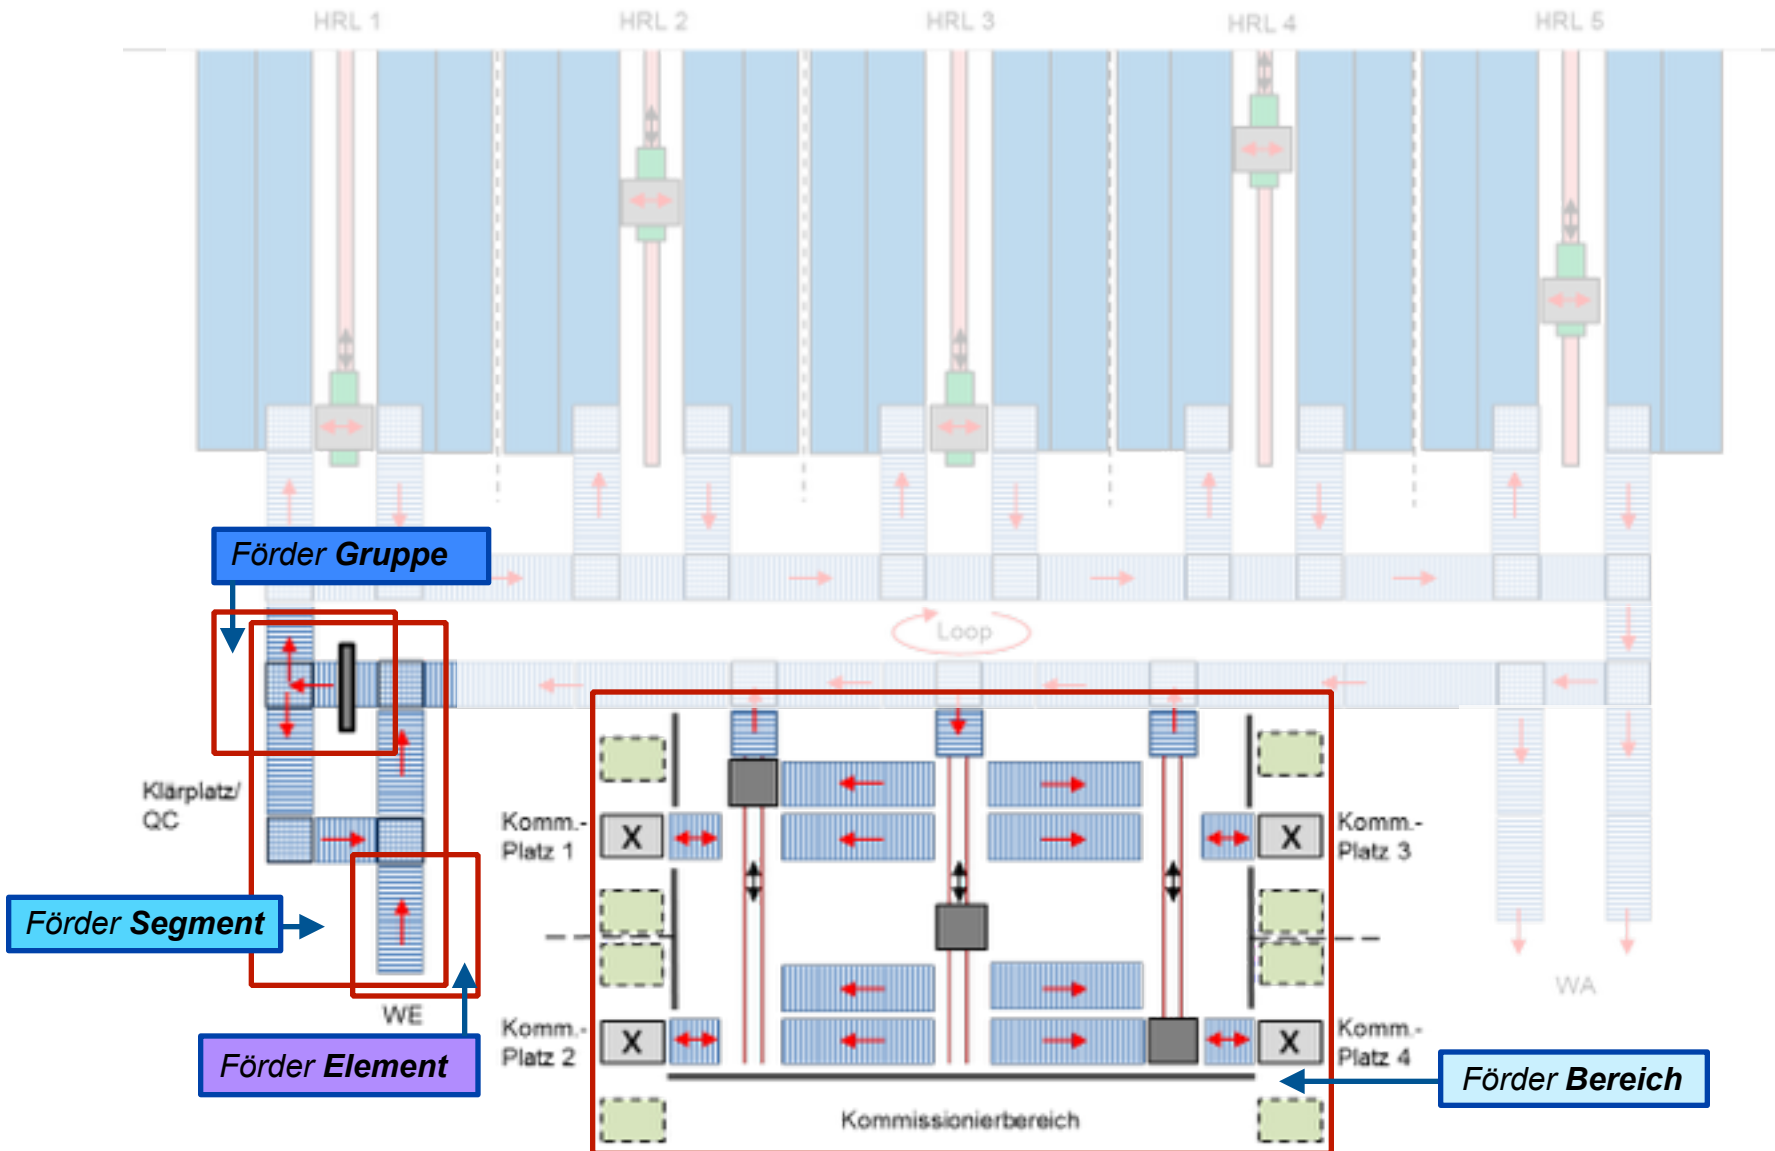 HRL 1
HRL 2
HRL 3
HRL 4
HRL 5
Förder Gruppe
Loop
Klärplatz/
QC
Komm.-
Platz 1
X
X
Komm.-
Platz 3
Förder Segment
WE
WA
Komm.-
Platz 2
X
X
Komm.-
Platz 4
Förder Element
Förder Bereich
Kommissionierbereich